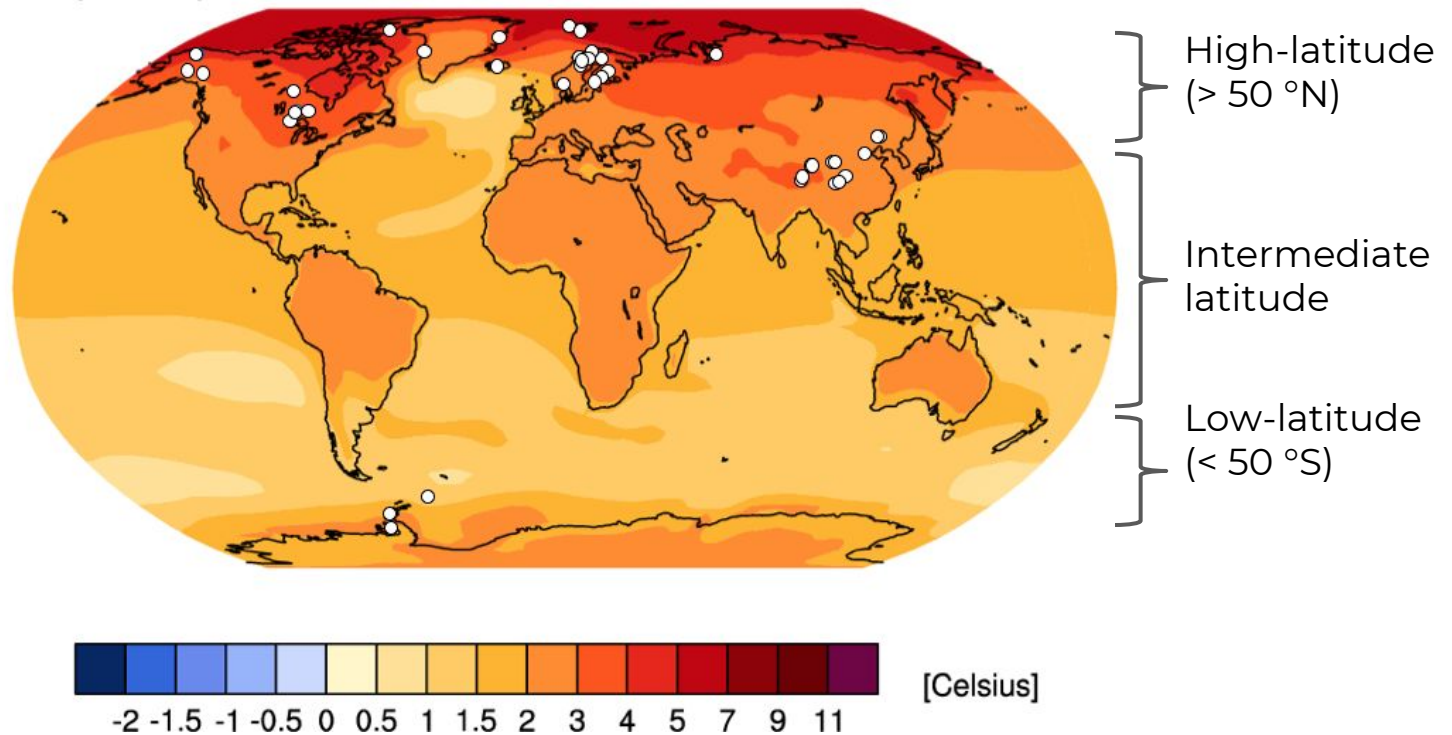 High-latitude
(> 50 °N)
Intermediate
latitude
Low-latitude
(< 50 °S)
[Celsius]
-2 -1.5 -1 -0.5 0 0.5 1 1.5 2 3 4 5 7 9 11